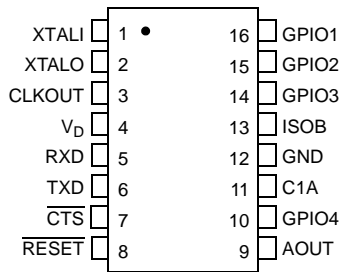 XTALI 1 16 GPIO1
XTALO 2 15 GPIO2
CLKOUT 3 14 GPIO3
VD 4 13 ISOB
RXD 5 12 GND
TXD 6 11 C1A
CTS 7 10 GPIO4
RESET 8 9 AOUT